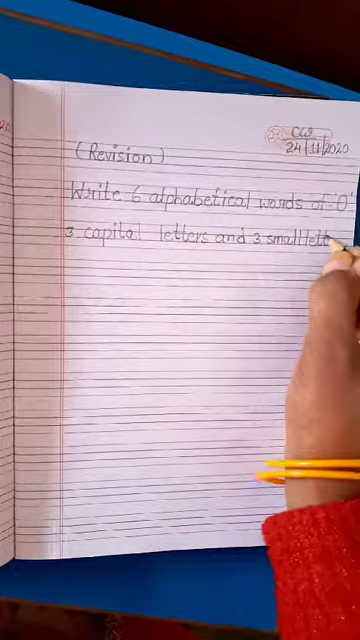 CW
24/11/2020
(Revision)
Write 6 alphabetical words of 'O'
3 capital letters and 3 small lett